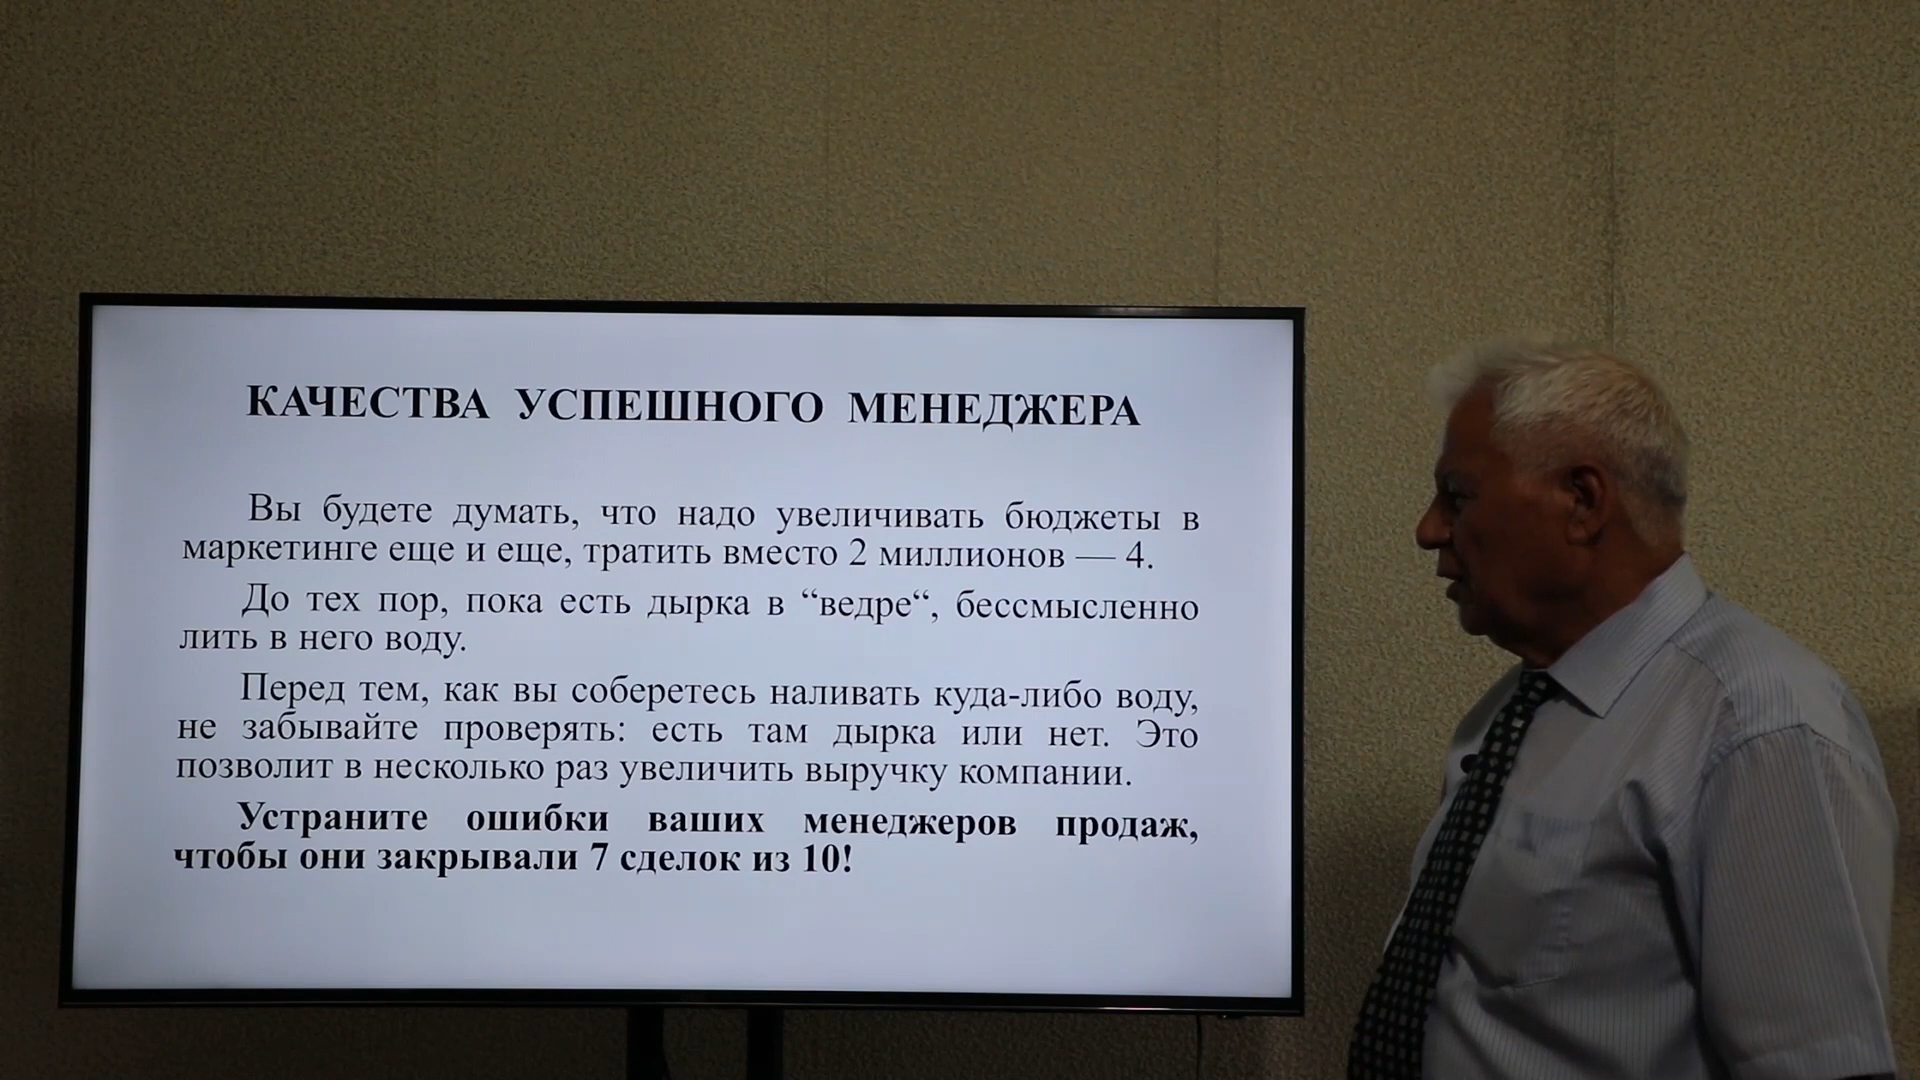 КАЧЕСТВА УСПЕШНОГО МЕНЕДЖЕРА
Вы будете думать, что надо увеличивать бюджеты в
маркетинге еще и еще, тратить вместо 2 миллионов — 4.
До тех пор, пока есть дырка в “ведре“, бессмысленно
лить в него воду.
Перед тем, как вы соберетесь наливать куда-либо воду,
не забывайте проверять: есть там дырка или нет. Это
позволит в несколько раз увеличить выручку компании.
Устраните ошибки ваших менеджеров продаж,
чтобы они закрывали 7 сделок из 10!